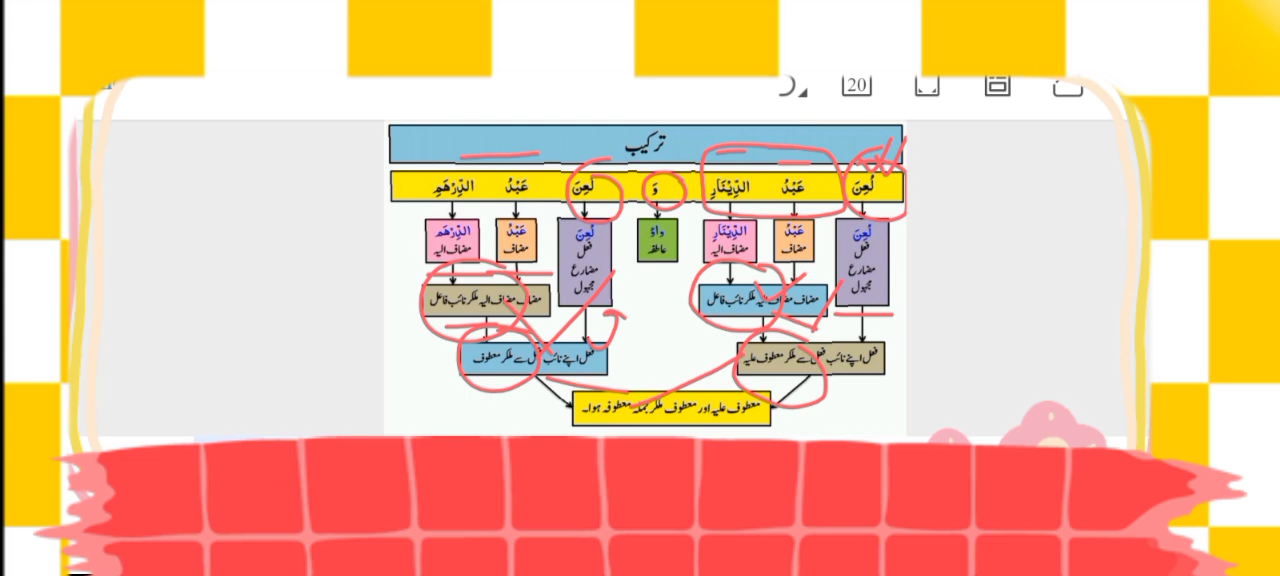 20
ترکیب
لُعِنَ عَبْدُ الدِّیْنَارِ وَ لُعِنَ عَبْدُ الدِّرْهَمِ
لُعِنَ
فعل
مضارع
مجہول
عَبْدُ
مضاف
الدِّیْنَارِ
مضاف الیہ
واؤ
عاطفہ
لُعِنَ
فعل
مضارع
مجہول
عَبْدُ
مضاف
الدِّرْهَمِ
مضاف الیہ
مضاف مضاف الیہ ملکر نائب فاعل
مضاف مضاف الیہ ملکر نائب فاعل
فعل اپنے نائب فعل سے ملکر معطوف علیہ
فعل اپنے نائب فعل سے ملکر معطوف
معطوف علیہ اور معطوف ملکر جملہ معطوفہ ہوا۔